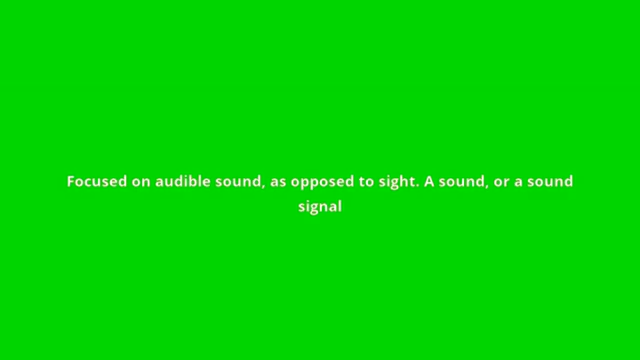 Focused on audible sound, as opposed to sight. A sound, or a sound
signal